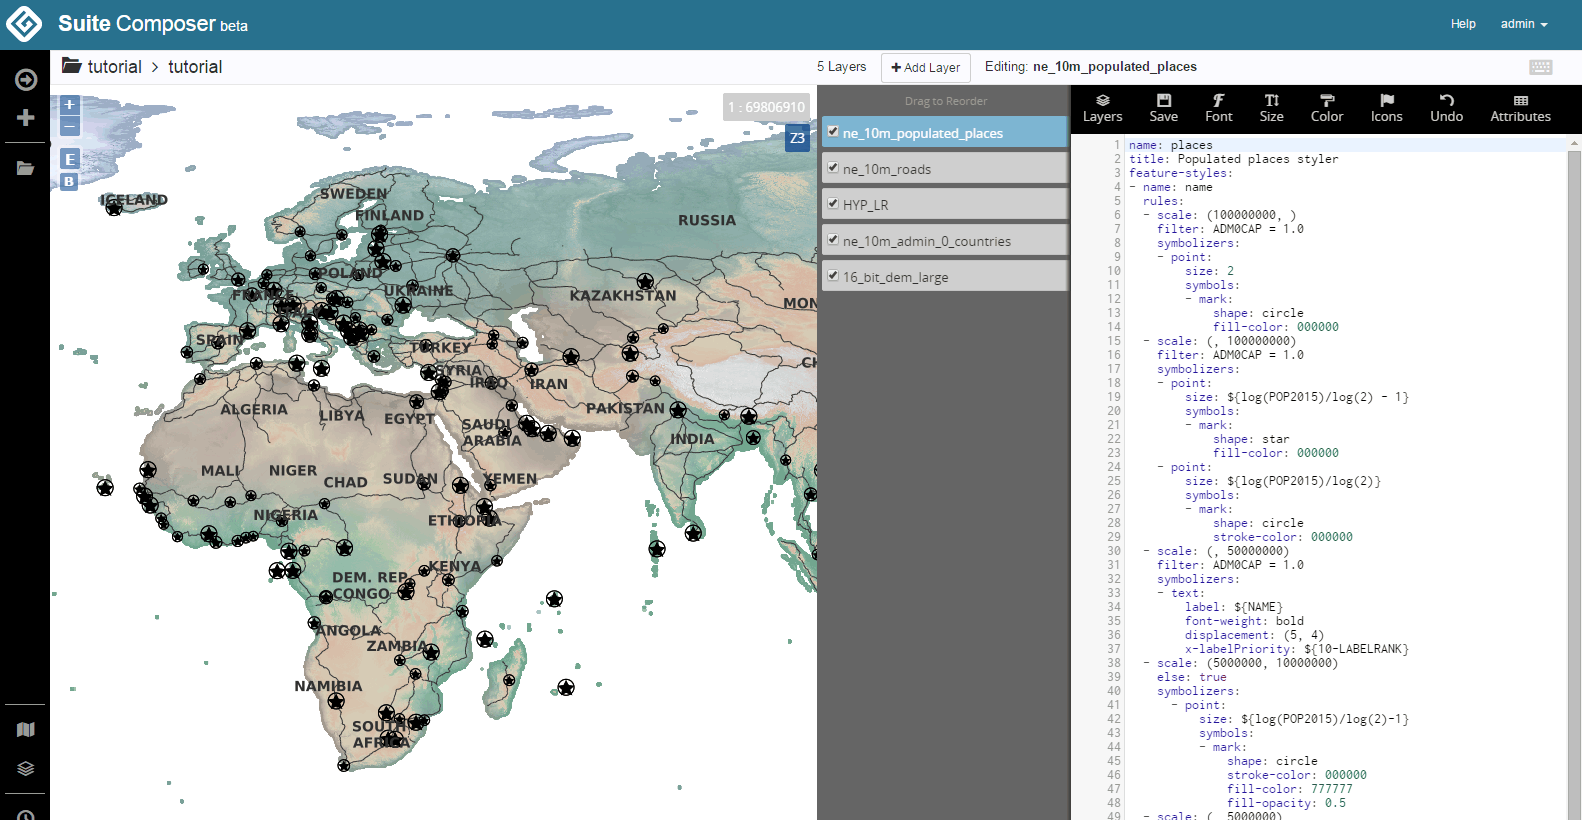 Suite Composer beta
Help
admin
tutorial > tutorial
5 Layers
Add Layer
Editing: ne_10m_populated_places
+
−
E
B
1 : 69806910
Z3
ICELAND
SWEDEN
FINLAND
RUSSIA
POLAND
UKRAINE
FRANCE
KAZAKHSTAN
MON
ITALY
SPAIN
TURKEY
SYRIA
IRAQ
IRAN
CH
ALGERIA
LIBYA
EGYPT
PAKISTAN
SAUDI
ARABIA
INDIA
MALI
NIGER
CHAD
SUDAN
YEMEN
NIGERIA
ETHIOPIA
KENYA
DEM. REP.
CONGO
ANGOLA
ZAMBIA
NAMIBIA
SOUTH
AFRICA
Drag to Reorder
ne_10m_populated_places
ne_10m_roads
HYP_LR
ne_10m_admin_0_countries
16_bit_dem_large
Layers
Save
Font
Size
Color
Icons
Undo
Attributes
1 name: places
2 title: Populated places styler
3 feature-styles:
4 - name: name
5 rules:
6 - scale: (100000000, )
7 filter: ADM0CAP = 1.0
8 symbolizers:
9 - point:
10 size: 2
11 symbols:
12 - mark:
13 shape: circle
14 fill-color: 000000
15 - scale: (, 100000000)
16 filter: ADM0CAP = 1.0
17 symbolizers:
18 - point:
19 size: ${log(POP2015)/log(2) - 1}
20 symbols:
21 - mark:
22 shape: star
23 fill-color: 000000
24 - point:
25 size: ${log(POP2015)/log(2)}
26 symbols:
27 - mark:
28 shape: circle
29 stroke-color: 000000
30 - scale: (, 50000000)
31 filter: ADM0CAP = 1.0
32 symbolizers:
33 - text:
34 label: ${NAME}
35 font-weight: bold
36 displacement: (5, 4)
37 x-labelPriority: ${10-LABELRANK}
38 - scale: (5000000, 10000000)
39 else: true
40 symbolizers:
41 - point:
42 size: ${log(POP2015)/log(2)-1}
43 symbols:
44 - mark:
45 shape: circle
46 stroke-color: 000000
47 fill-color: 777777
48 fill-opacity: 0.5
49 - scale: (, 5000000)